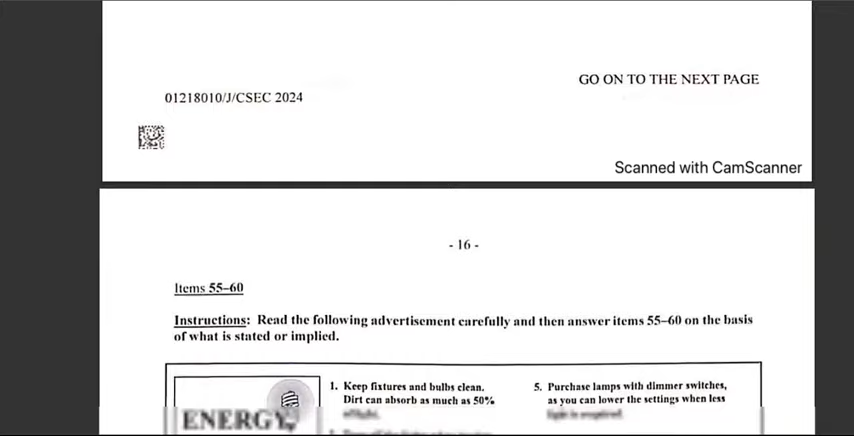 GO ON TO THE NEXT PAGE
01218010/J/CSEC 2024
Scanned with CamScanner
- 16 -
Items 55–60
Instructions: Read the following advertisement carefully and then answer items 55–60 on the basis
of what is stated or implied.
ENERGY
1. Keep fixtures and bulbs clean.
Dirt can absorb as much as 50%
5. Purchase lamps with dimmer switches,
as you can lower the settings when less